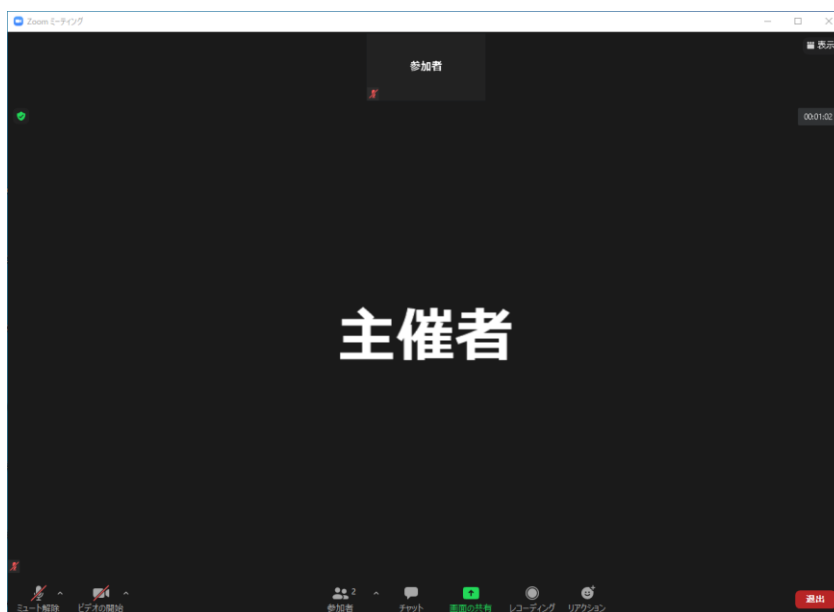 Zoom ミーティング
参加者
表示
00:01:02
主催者
ミュート解除
ビデオの開始
2
参加者
チャット
画面の共有
レコーディング
リアクション
退出